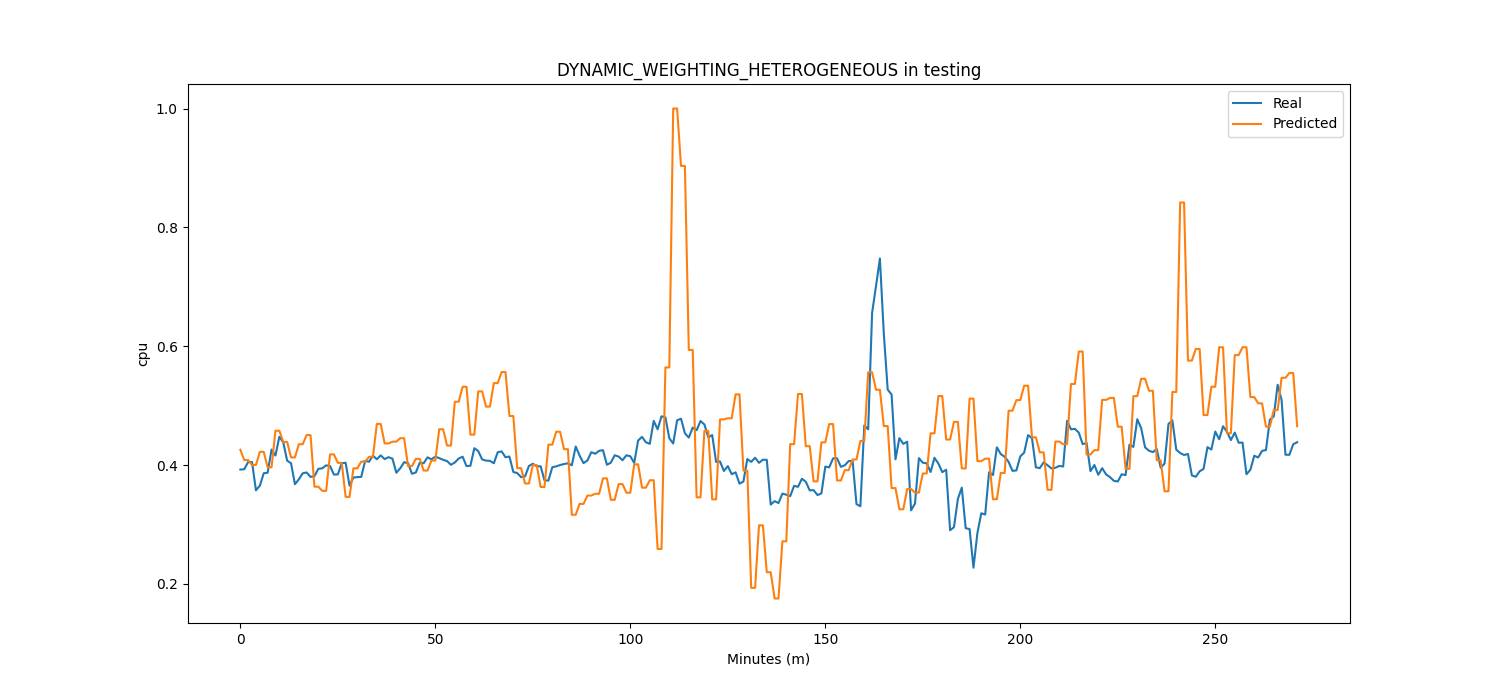 DYNAMIC_WEIGHTING_HETEROGENEOUS in testing
Real
Predicted
cpu
1.0
0.8
0.6
0.4
0.2
0
50
100
150
200
250
Minutes (m)